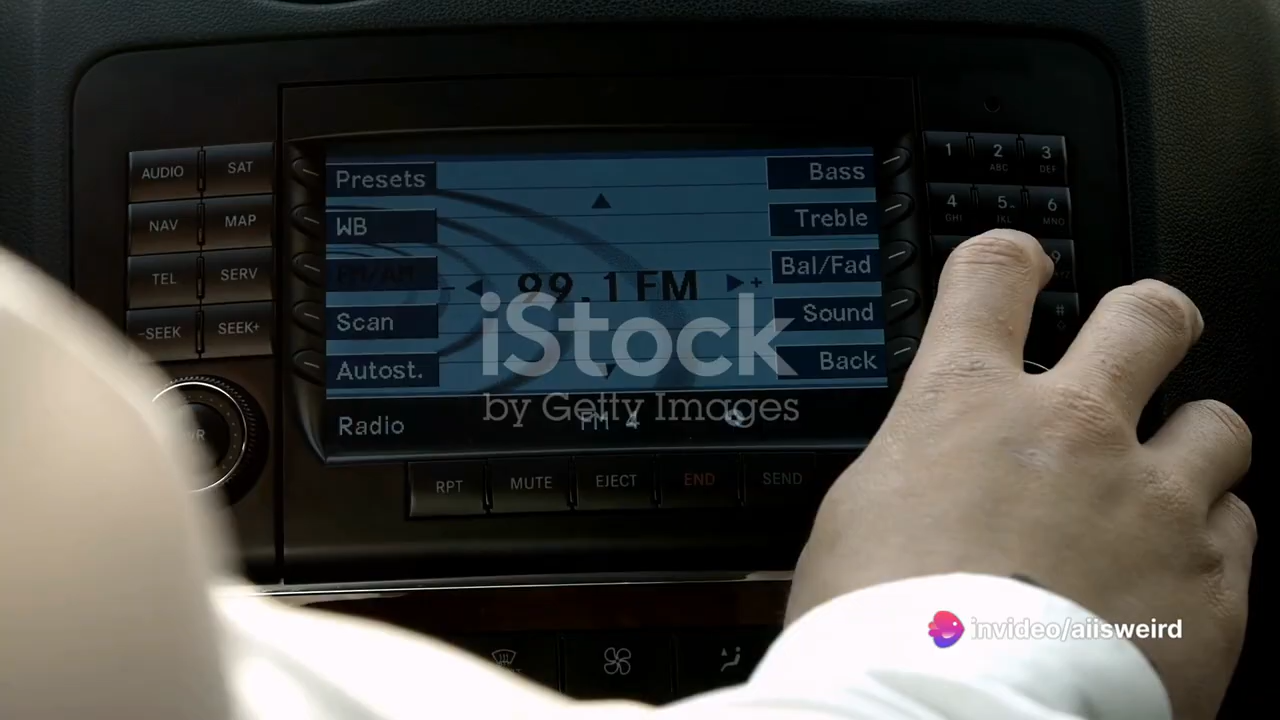 AUDIO
SAT
NAV
MAP
TEL
SERV
-SEEK
SEEK+
Presets
WB
FM/AM
Scan
Autost.
99.1 FM
+
Bass
Treble
Bal/Fad
Sound
Back
Radio
FM 4
iStock
by Getty Images
1
2 ABC
3 DEF
4 GHI
5 JKL
6 MNO
9
#
RPT
MUTE
EJECT
END
SEND
invideo/aiisweird